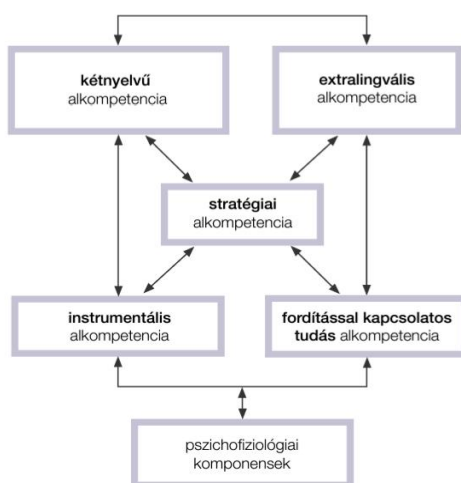 kétnyelvű
alkompetencia
extralingvális
alkompetencia
stratégiai
alkompetencia
instrumentális
alkompetencia
fordítással kapcsolatos
tudás alkompetencia
pszichofiziológiai
komponensek